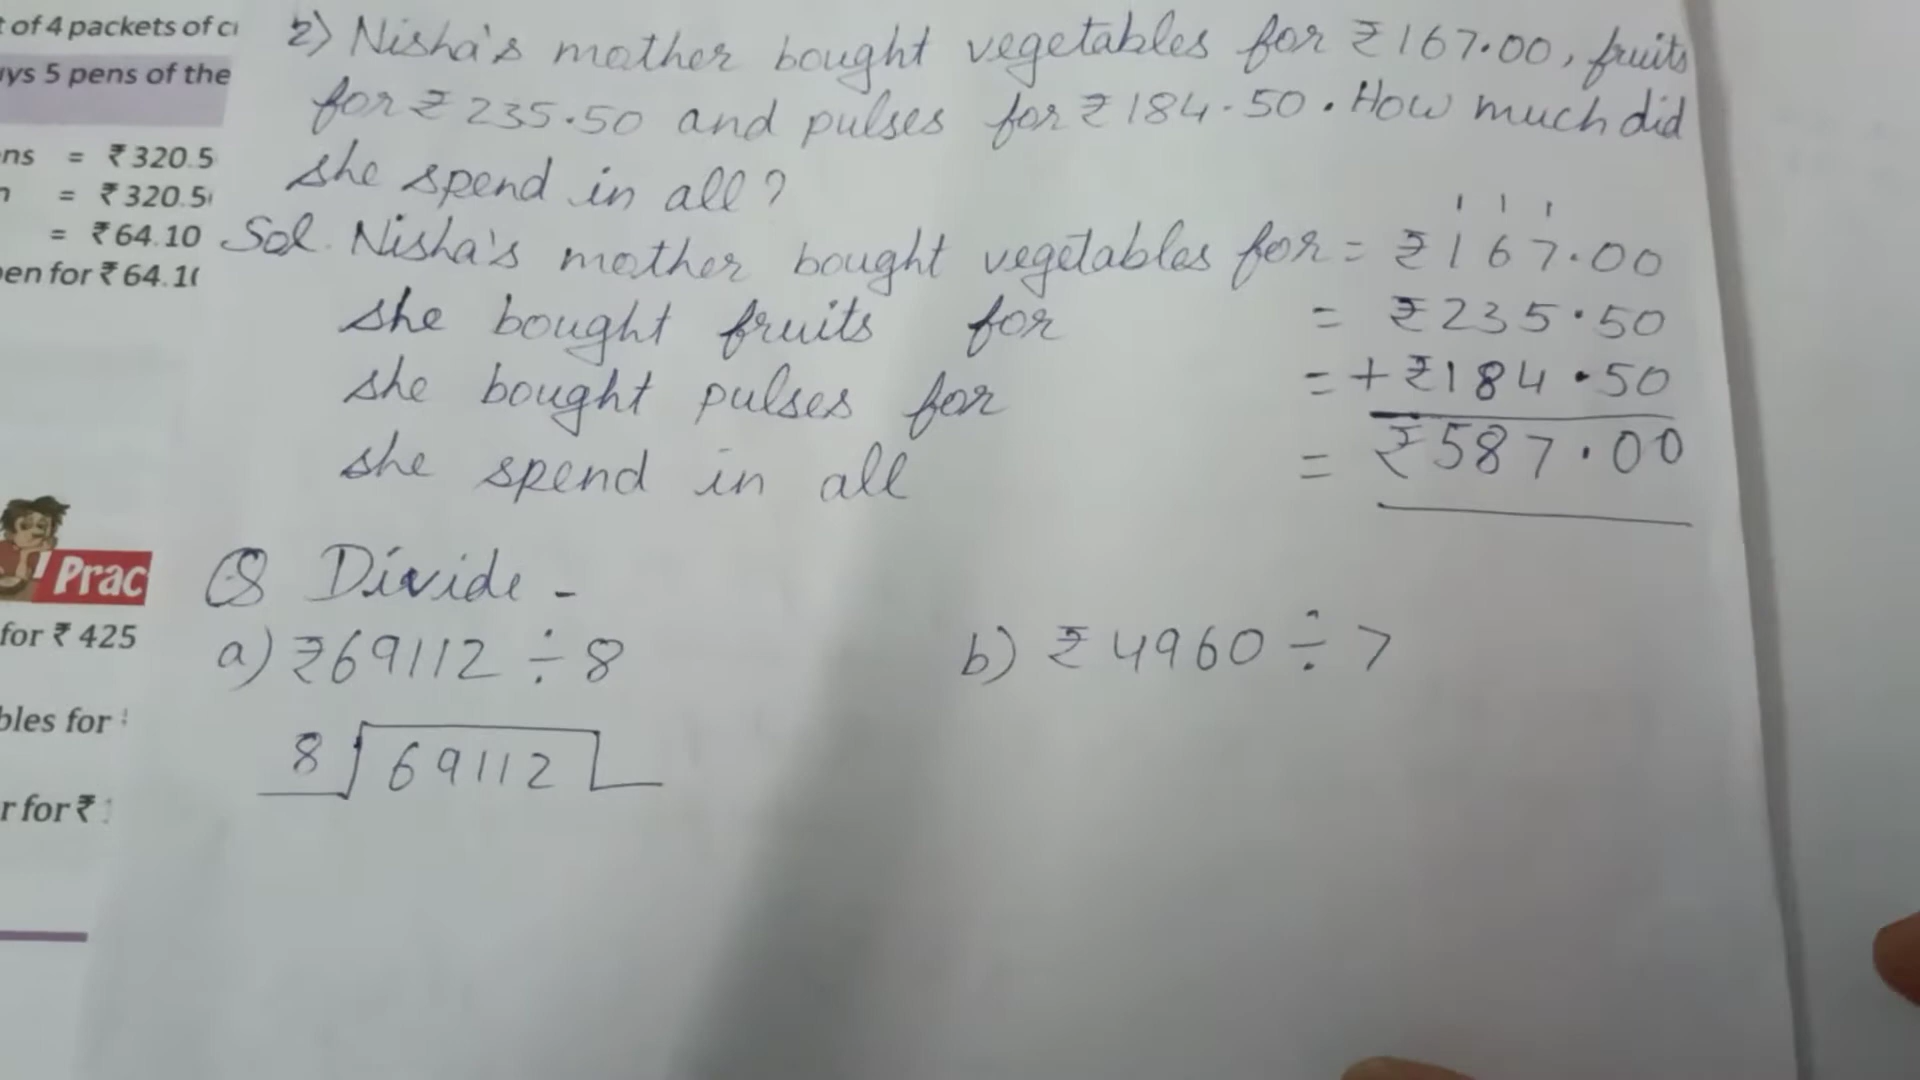 of 4 packets of
ys 5 pens of the
ns = ₹320.5
= ₹320.5
= ₹64.10
en for ₹64.1
Prac
for ₹425
bles for
r for ₹
2) Nisha's mother bought vegetables for ₹167.00, fruits
for ₹235.50 and pulses for ₹184.50. How much did
she spend in all?
1 1 1
Sol. Nisha's mother bought vegetables for = ₹167.00
she bought fruits for = ₹235.50
she bought pulses for = + ₹184.50
she spend in all = ₹587.00
Q Divide -
a) ₹69112 ÷ 8 b) ₹4960 ÷ 7
8 69112